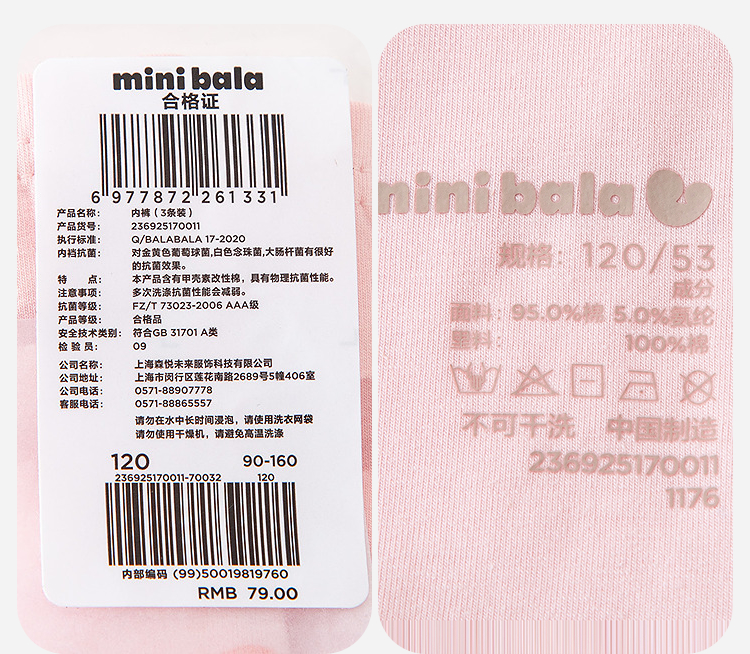 mini bala
合格证
6 977872 261331
产品名称： 内裤（3条装）
产品货号： 236925170011
执行标准： Q/BALABALA 17-2020
内档抗菌： 对金黄色葡萄球菌,白色念珠菌,大肠杆菌有很好
的抗菌效果。
特 点： 本产品含有甲壳素改性棉，具有物理抗菌性能。
注意事项： 多次洗涤抗菌性能会减弱。
抗菌等级： FZ/T 73023-2006 AAA级
产品等级： 合格品
安全技术类别： 符合GB 31701 A类
检 验 员： 09
公司名称： 上海森悦未来服饰科技有限公司
公司地址： 上海市闵行区莲花南路2689号5幢406室
公司电话： 0571-88907778
客服电话： 0571-88865557
请勿在水中长时间浸泡，请使用洗衣网袋
请勿使用干燥机，请避免高温洗涤
120 90-160
236925170011-70032 120
内部编码 (99)50019819760
RMB 79.00
mini bala
规格：120/53
成分
面料：95.0%棉 5.0%氨纶
里料： 100%棉
不可干洗 中国制造
236925170011
1176